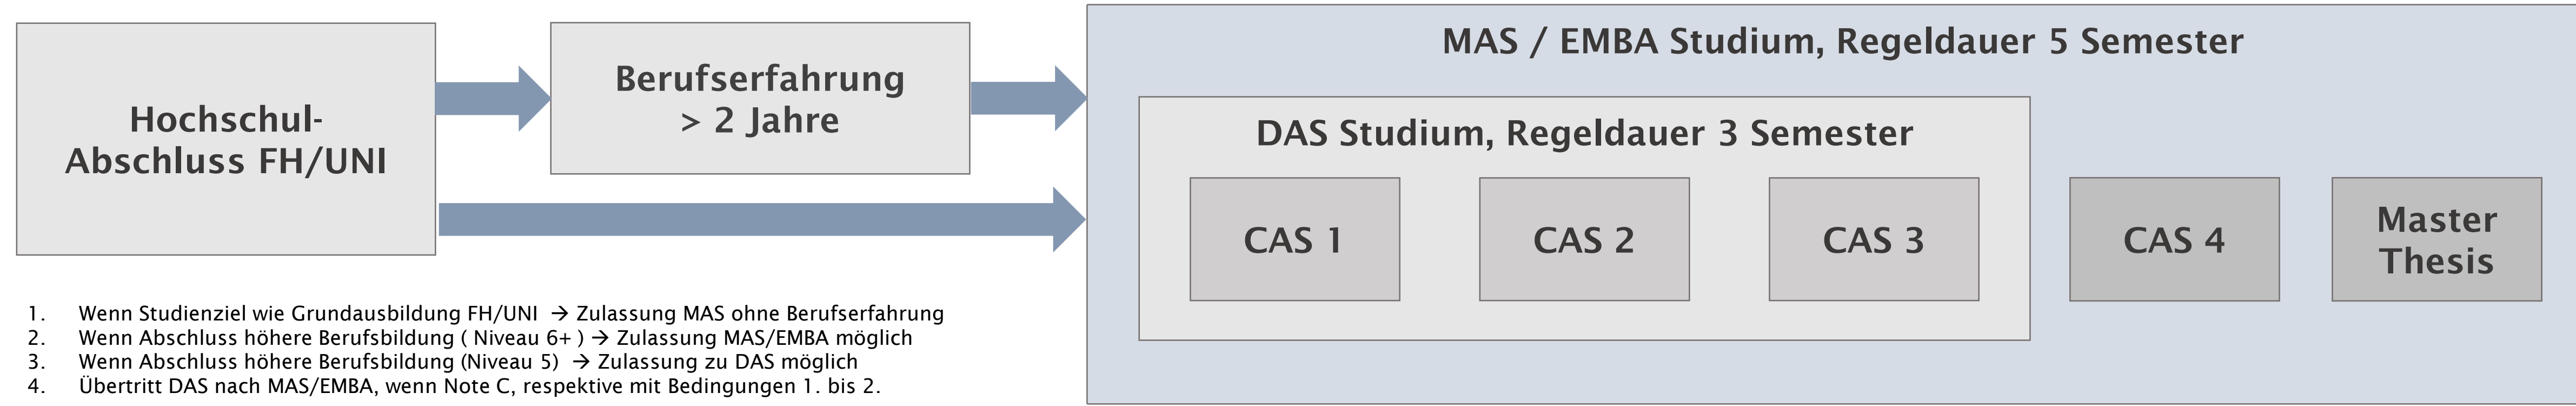 Hochschul-
Abschluss FH/UNI
Berufserfahrung
> 2 Jahre
MAS / EMBA Studium, Regeldauer 5 Semester
DAS Studium, Regeldauer 3 Semester
CAS 1
CAS 2
CAS 3
CAS 4
Master
Thesis
1. Wenn Studienziel wie Grundausbildung FH/UNI → Zulassung MAS ohne Berufserfahrung
2. Wenn Abschluss höhere Berufsbildung ( Niveau 6+ ) → Zulassung MAS/EMBA möglich
3. Wenn Abschluss höhere Berufsbildung (Niveau 5) → Zulassung zu DAS möglich
4. Übertritt DAS nach MAS/EMBA, wenn Note C, respektive mit Bedingungen 1. bis 2.